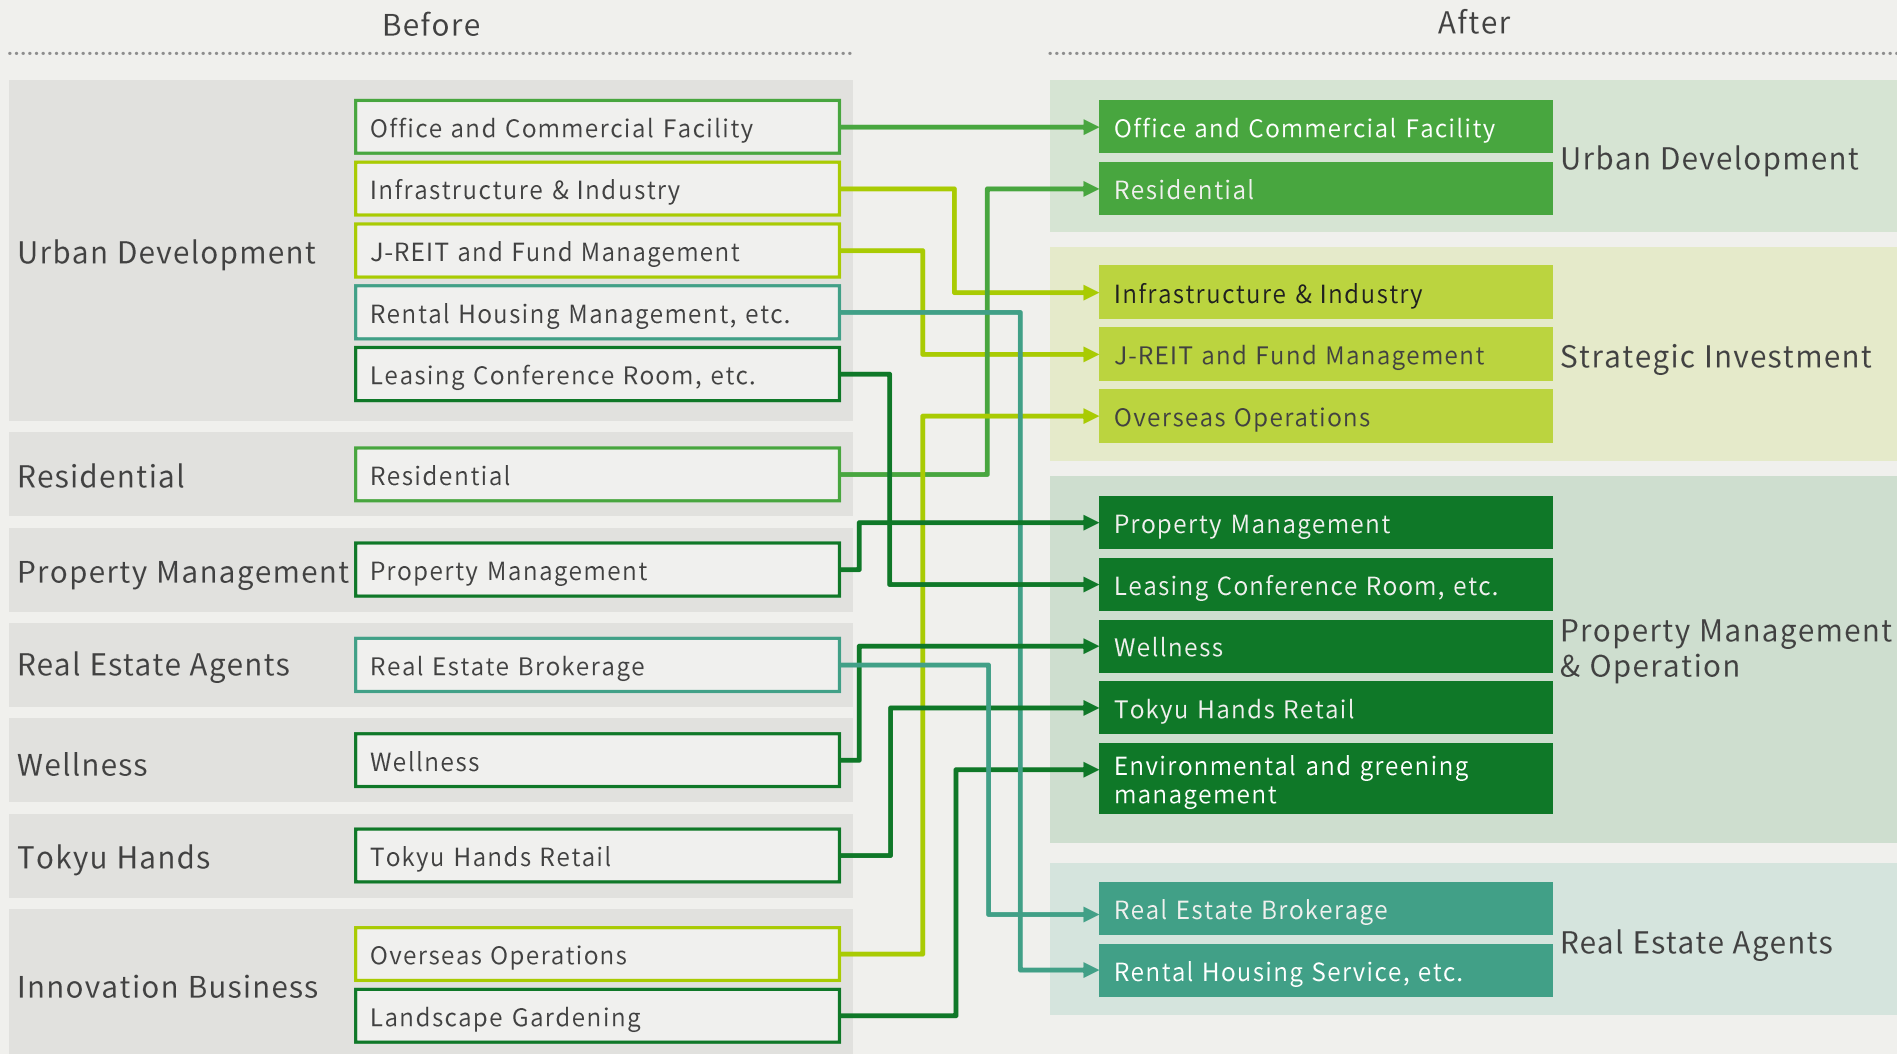 Before
Urban Development
Office and Commercial Facility
Infrastructure & Industry
J-REIT and Fund Management
Rental Housing Management, etc.
Leasing Conference Room, etc.
Residential
Residential
Property Management
Property Management
Real Estate Agents
Real Estate Brokerage
Wellness
Wellness
Tokyu Hands
Tokyu Hands Retail
Innovation Business
Overseas Operations
Landscape Gardening
After
Office and Commercial Facility
Residential
Urban Development
Infrastructure & Industry
J-REIT and Fund Management
Overseas Operations
Strategic Investment
Property Management
Leasing Conference Room, etc.
Wellness
Tokyu Hands Retail
Environmental and greening
management
Property Management
& Operation
Real Estate Brokerage
Rental Housing Service, etc.
Real Estate Agents